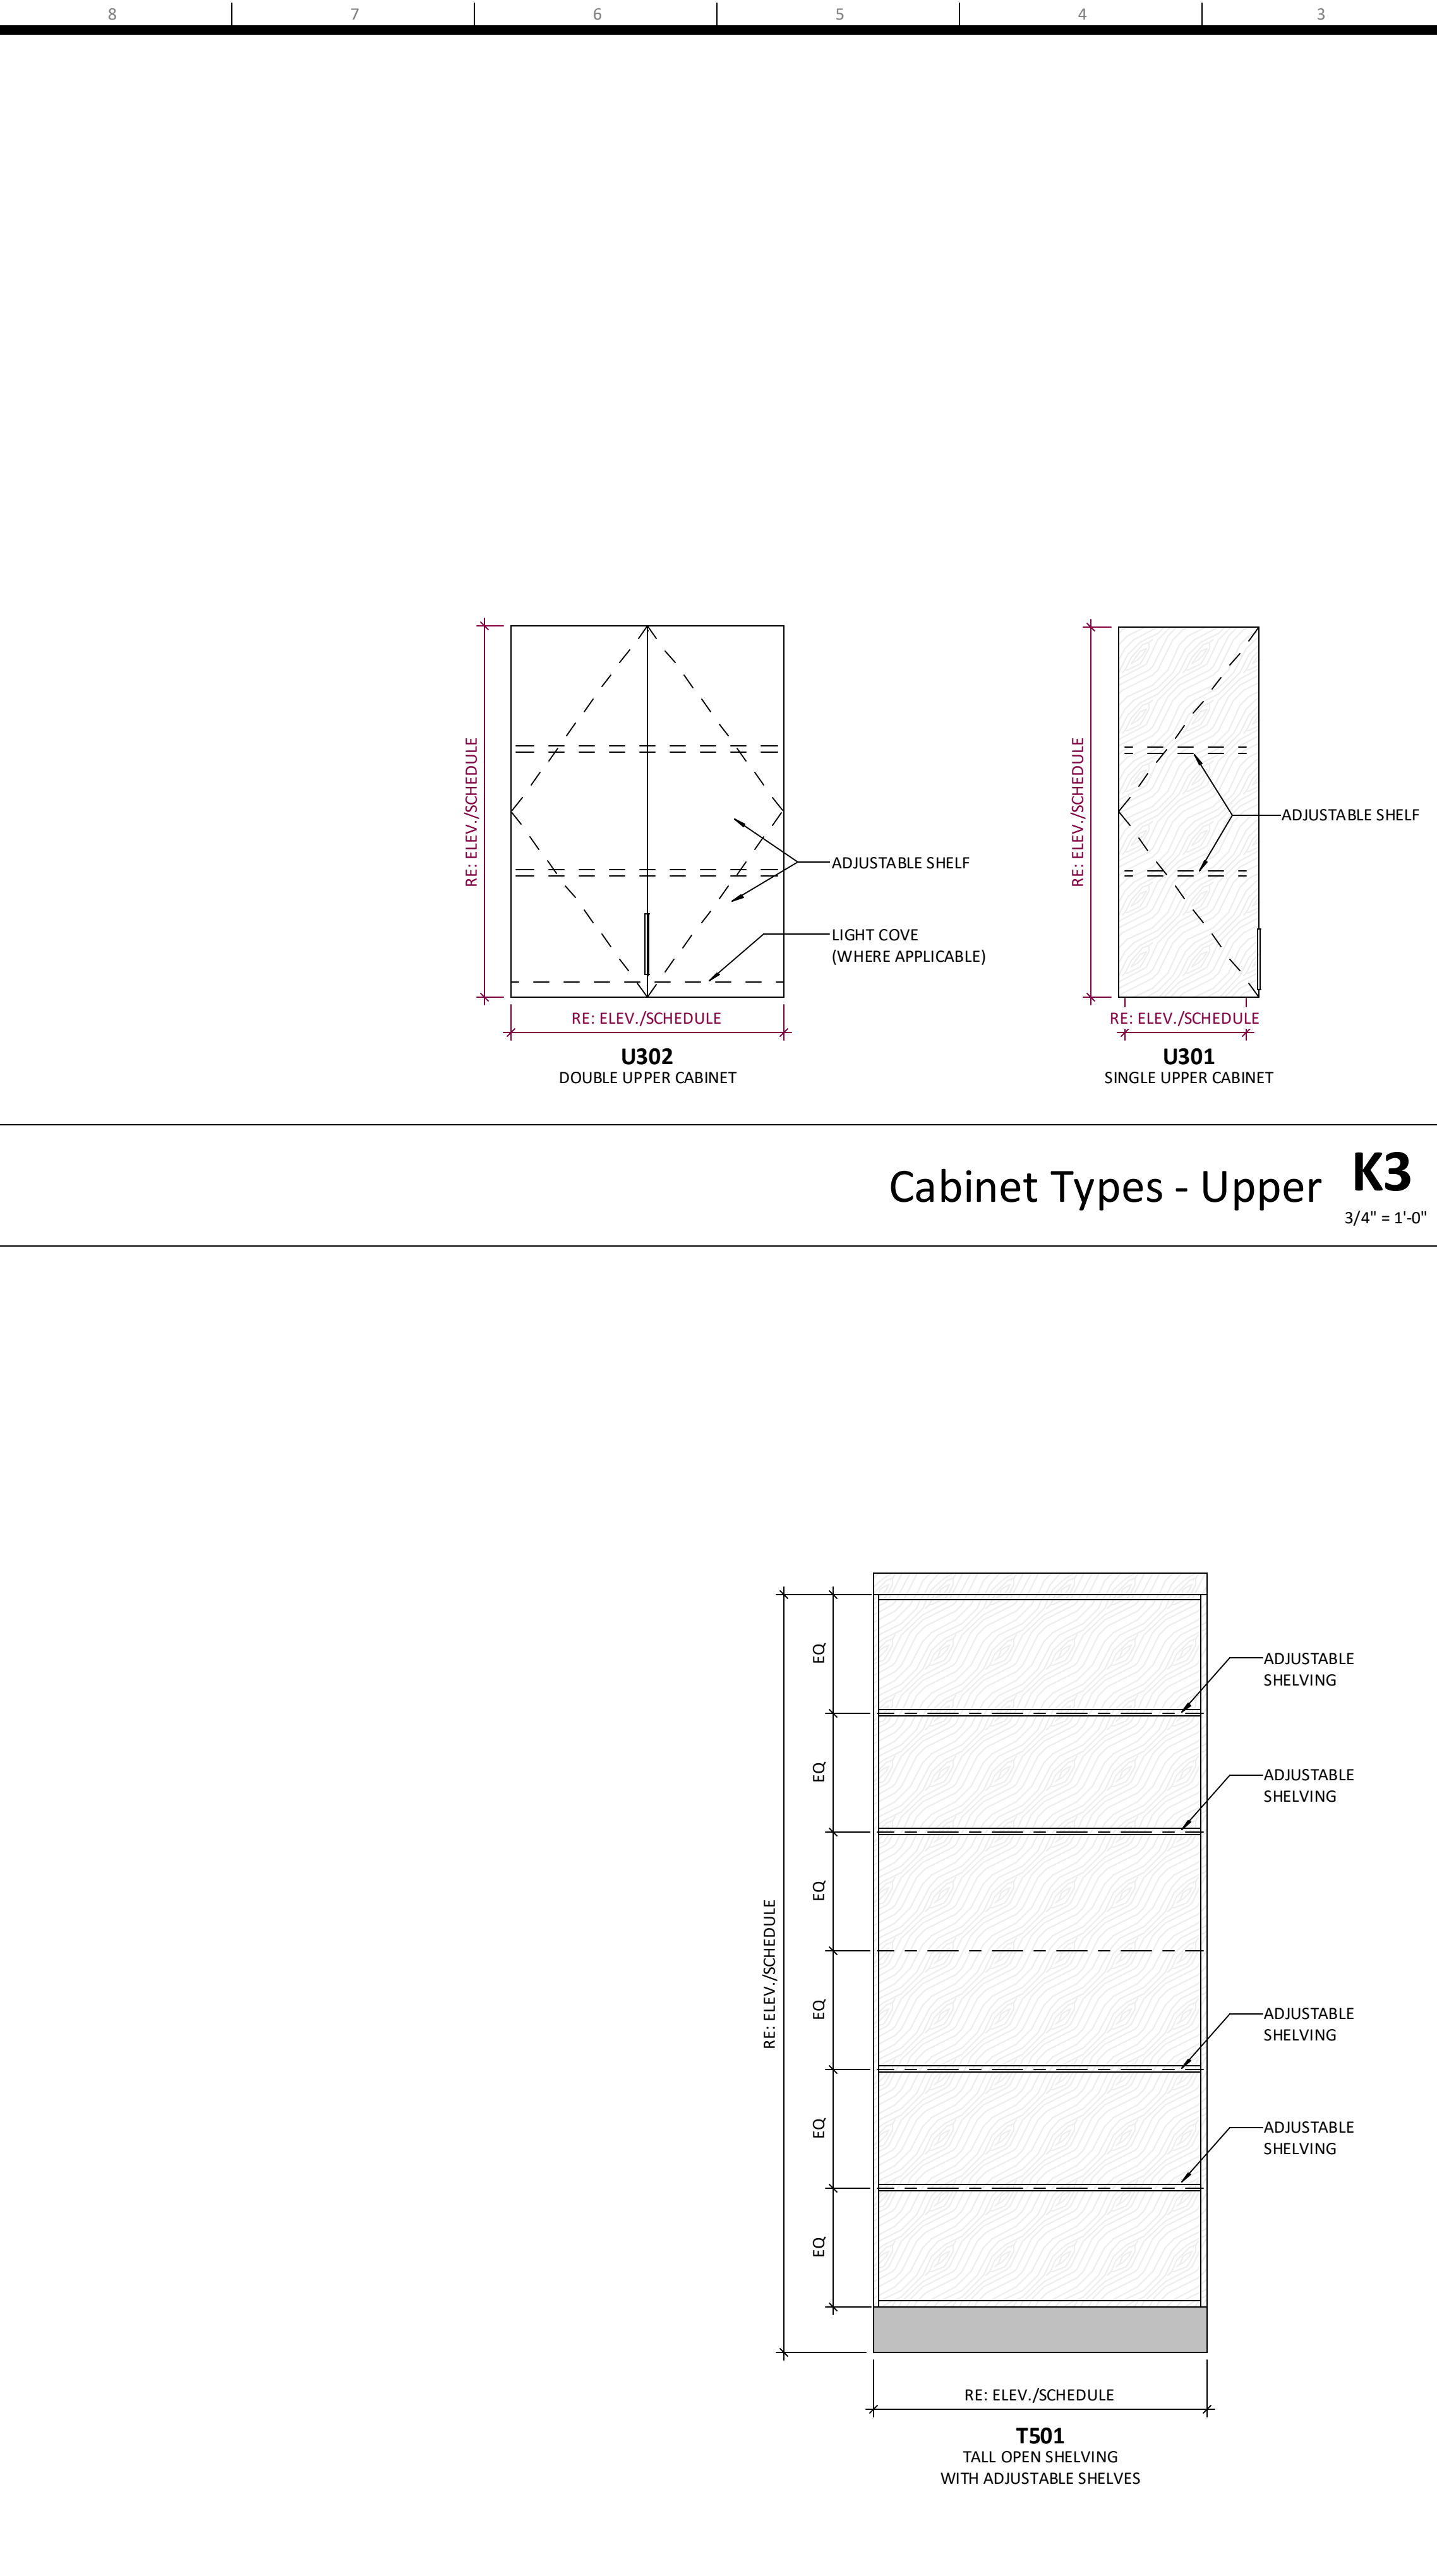 8 7 6 5 4 3
RE: ELEV./SCHEDULE
RE: ELEV./SCHEDULE
ADJUSTABLE SHELF
ADJUSTABLE SHELF
LIGHT COVE
(WHERE APPLICABLE)
RE: ELEV./SCHEDULE
RE: ELEV./SCHEDULE
U302
DOUBLE UPPER CABINET
U301
SINGLE UPPER CABINET
Cabinet Types - Upper
K3
3/4" = 1'-0"
EQ
ADJUSTABLE
SHELVING
EQ
ADJUSTABLE
SHELVING
EQ
RE: ELEV./SCHEDULE
EQ
ADJUSTABLE
SHELVING
EQ
ADJUSTABLE
SHELVING
EQ
RE: ELEV./SCHEDULE
T501
TALL OPEN SHELVING
WITH ADJUSTABLE SHELVES